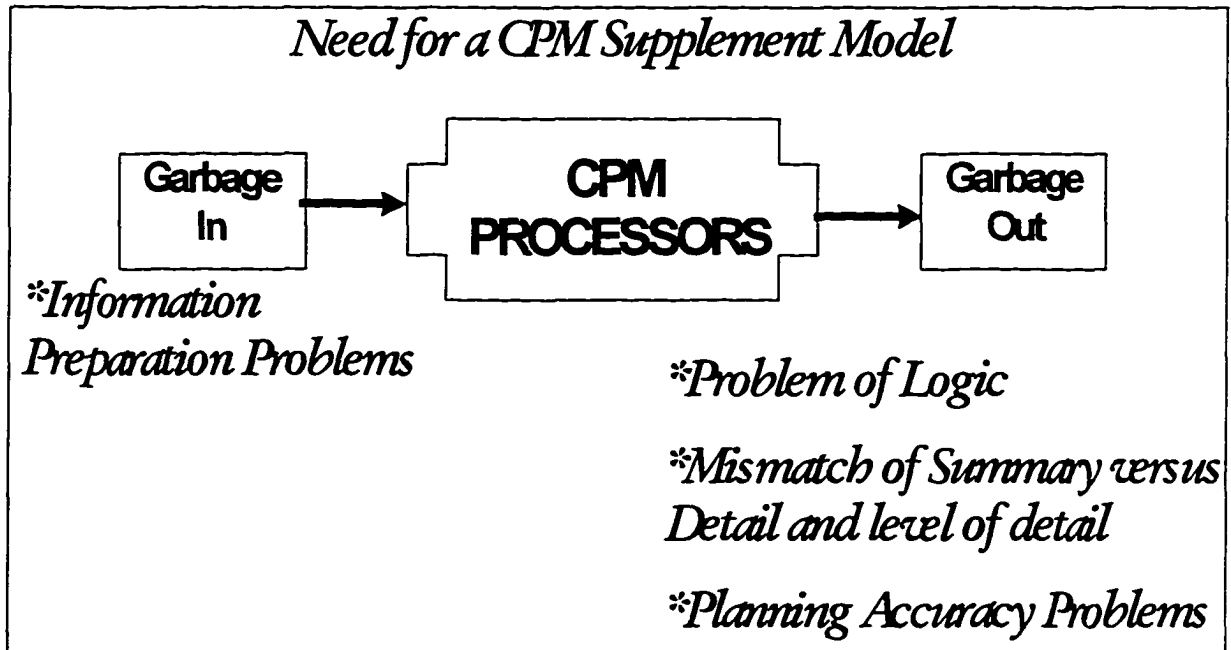 Need for a CPM Supplement Model
Garbage
In
CPM
PROCESSORS
Garbage
Out
*Information
Preparation Problems
*Problem of Logic
*Mismatch of Summary versus
Detail and level of detail
*Planning Accuracy Problems